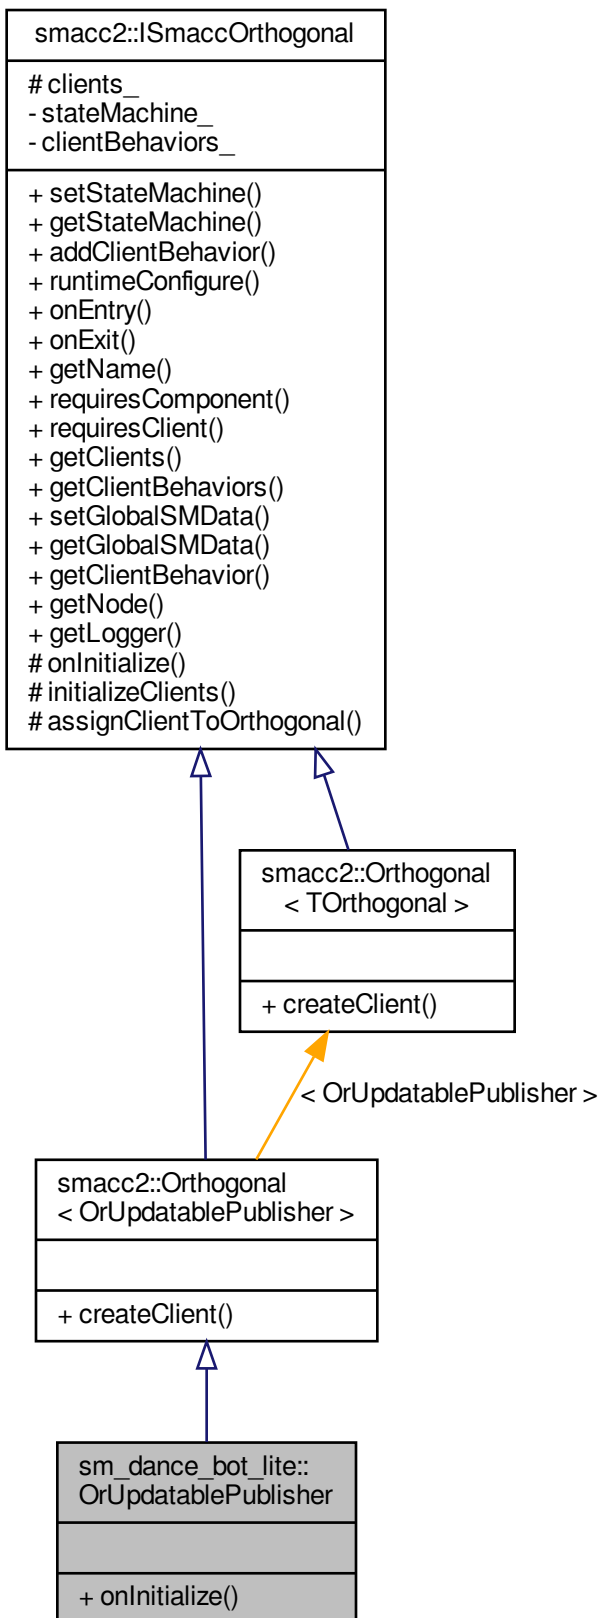 smacc2::ISmaccOrthogonal
# clients_
- stateMachine_
- clientBehaviors_
+ setStateMachine()
+ getStateMachine()
+ addClientBehavior()
+ runtimeConfigure()
+ onEntry()
+ onExit()
+ getName()
+ requiresComponent()
+ requiresClient()
+ getClients()
+ getClientBehaviors()
+ setGlobalSMData()
+ getGlobalSMData()
+ getClientBehavior()
+ getNode()
+ getLogger()
# onInitialize()
# initializeClients()
# assignClientToOrthogonal()
smacc2::Orthogonal
< TOrthogonal >
+ createClient()
< OrUpdatablePublisher >
smacc2::Orthogonal
< OrUpdatablePublisher >
+ createClient()
sm_dance_bot_lite::
OrUpdatablePublisher
+ onInitialize()